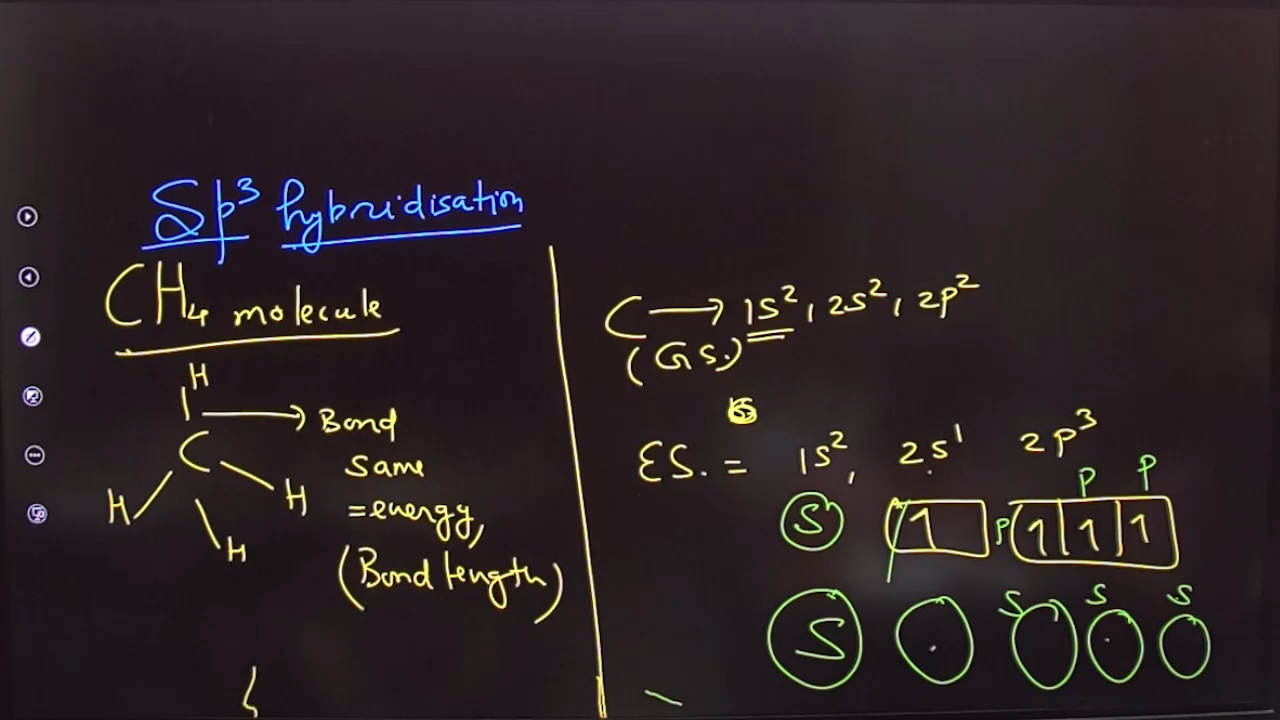 Sp³ hybridisation
CH₄ molecule
H
C
H
H
H
Bond
same
=energy,
(Bond length)
C → 1S², 2S², 2p²
(G S.)
ES. = 1S², 2S¹ 2p³
p p
S 1 p 1 1 1
S S S S